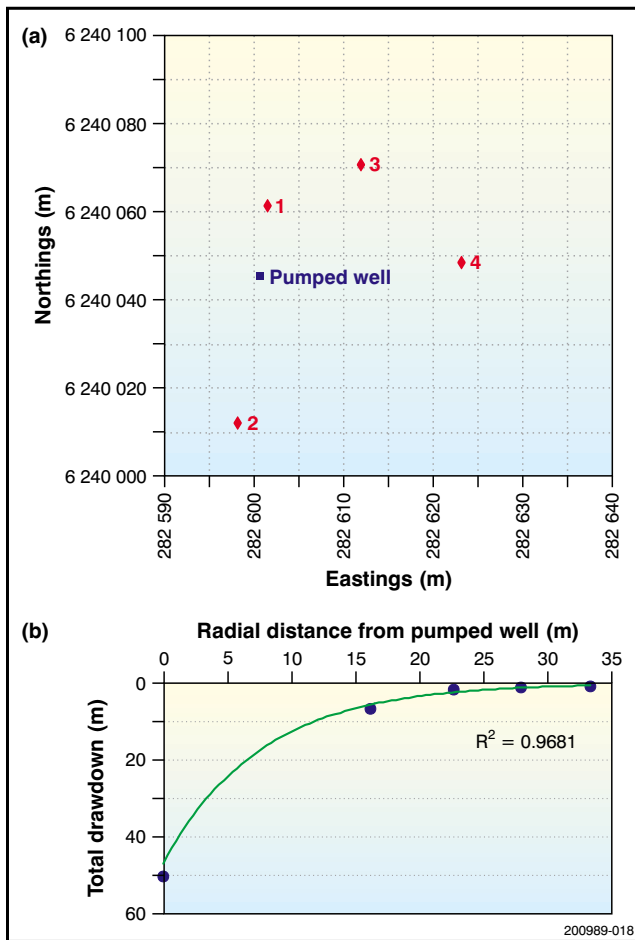 (a)
6 240 100
6 240 080
6 240 060
6 240 040
6 240 020
6 240 000
Northings (m)
3
1
4
Pumped well
2
282 590
282 600
282 610
282 620
282 630
282 640
Eastings (m)
(b)
Radial distance from pumped well (m)
0 5 10 15 20 25 30 35
0
20
40
60
Total drawdown (m)
R² = 0.9681
200989-018